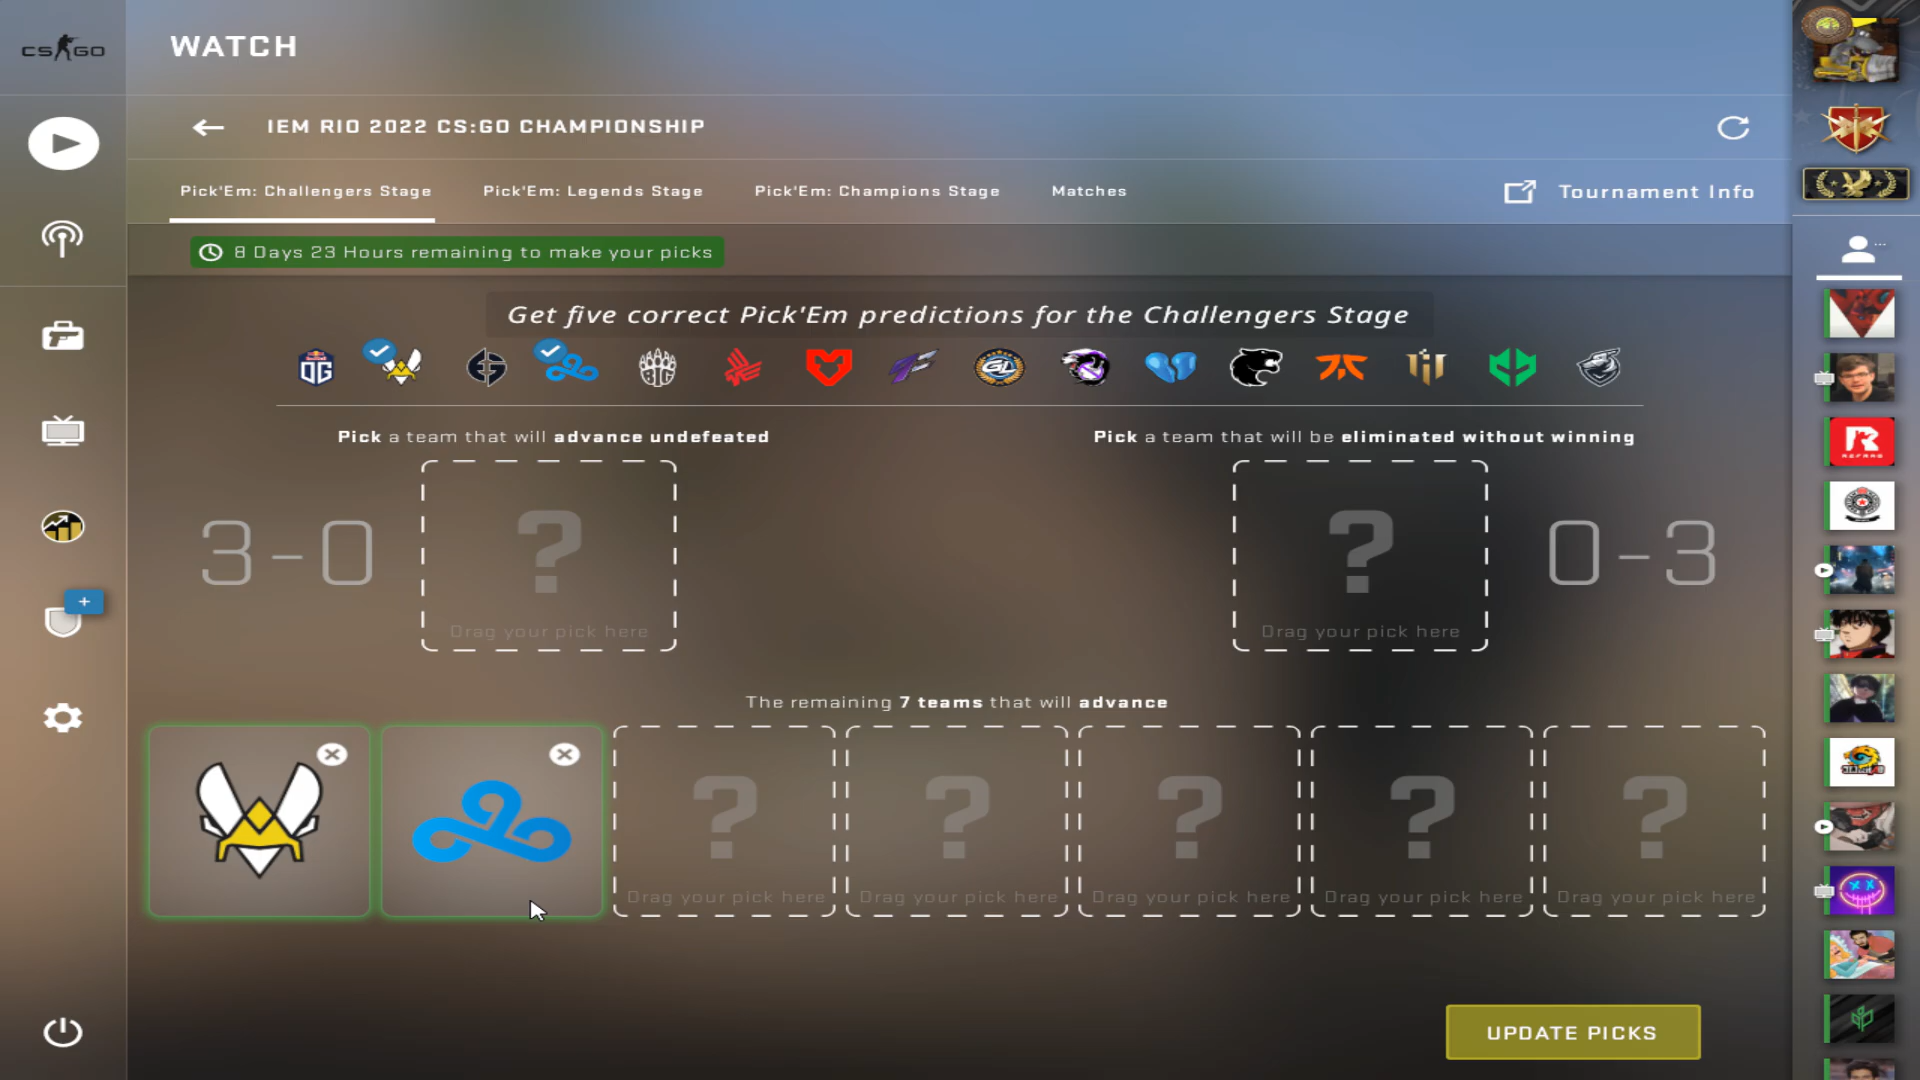 CS GO
WATCH
IEM RIO 2022 CS:GO CHAMPIONSHIP
Pick'Em: Challengers Stage
Pick'Em: Legends Stage
Pick'Em: Champions Stage
Matches
Tournament Info
8 Days 23 Hours remaining to make your picks
Get five correct Pick'Em predictions for the Challengers Stage
OG
BIG
GL
Pick a team that will advance undefeated
Pick a team that will be eliminated without winning
3-0
?
Drag your pick here
?
Drag your pick here
0-3
The remaining 7 teams that will advance
?
Drag your pick here
?
Drag your pick here
?
Drag your pick here
?
Drag your pick here
?
Drag your pick here
UPDATE PICKS
REFRAG